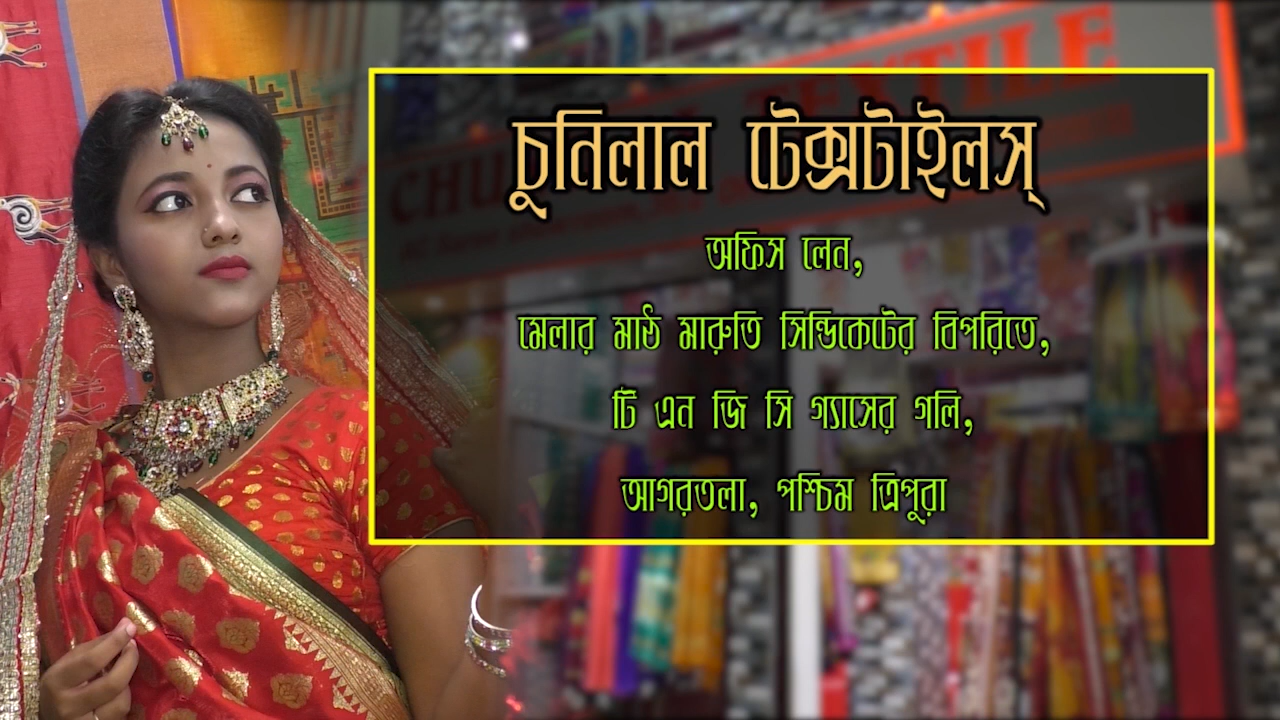 চুনিলাল টেক্সটাইলস্
অফিস লেন,
মেলার মাঠ মারুতি সিন্ডিকেটের বিপরিতে,
টি এন জি সি গ্যাসের গলি,
আগরতলা, পশ্চিম ত্রিপুরা